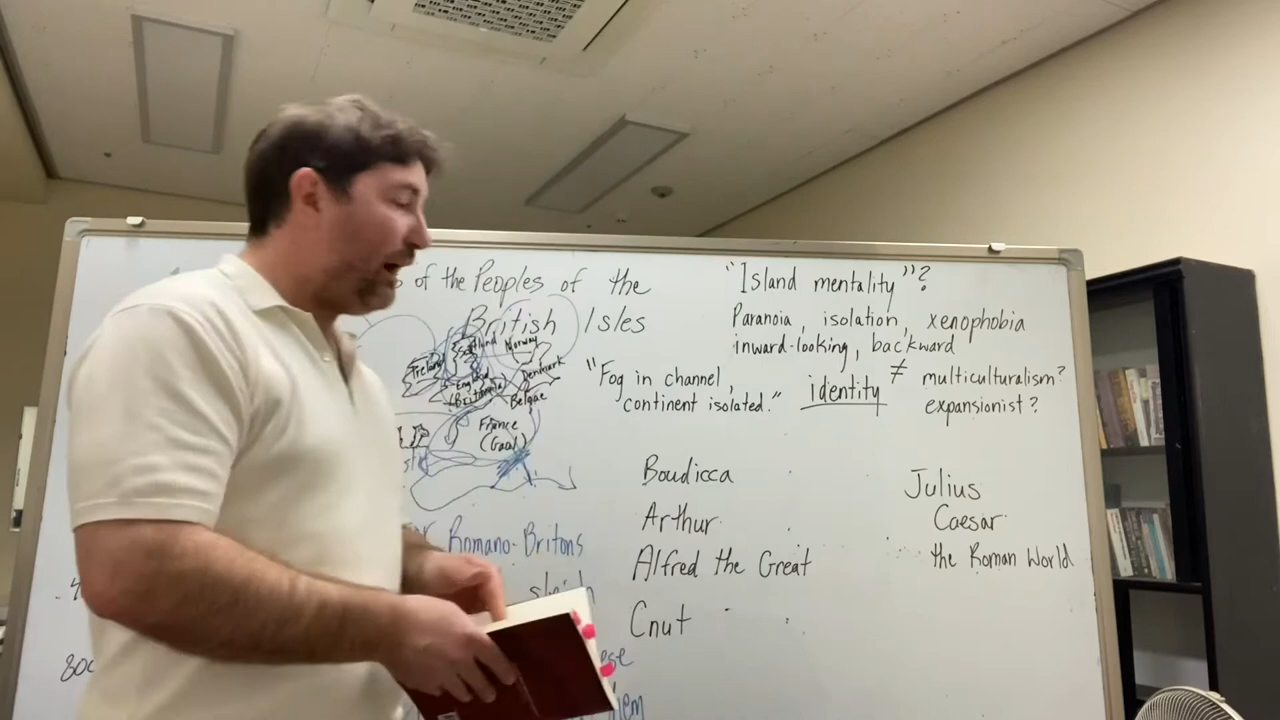 of the Peoples of the
British Isles
Ireland
Norway
Denmark
England
(Britannia)
Belgae
France
(Gaul)
Romano-Britons
800
"Island mentality"?
Paranoia, isolation, xenophobia
inward-looking, backward
"Fog in channel,
continent isolated."
identity ≠ multiculturalism?
expansionist?
Boudicca
Arthur
Alfred the Great
Cnut
Julius
Caesar
the Roman World